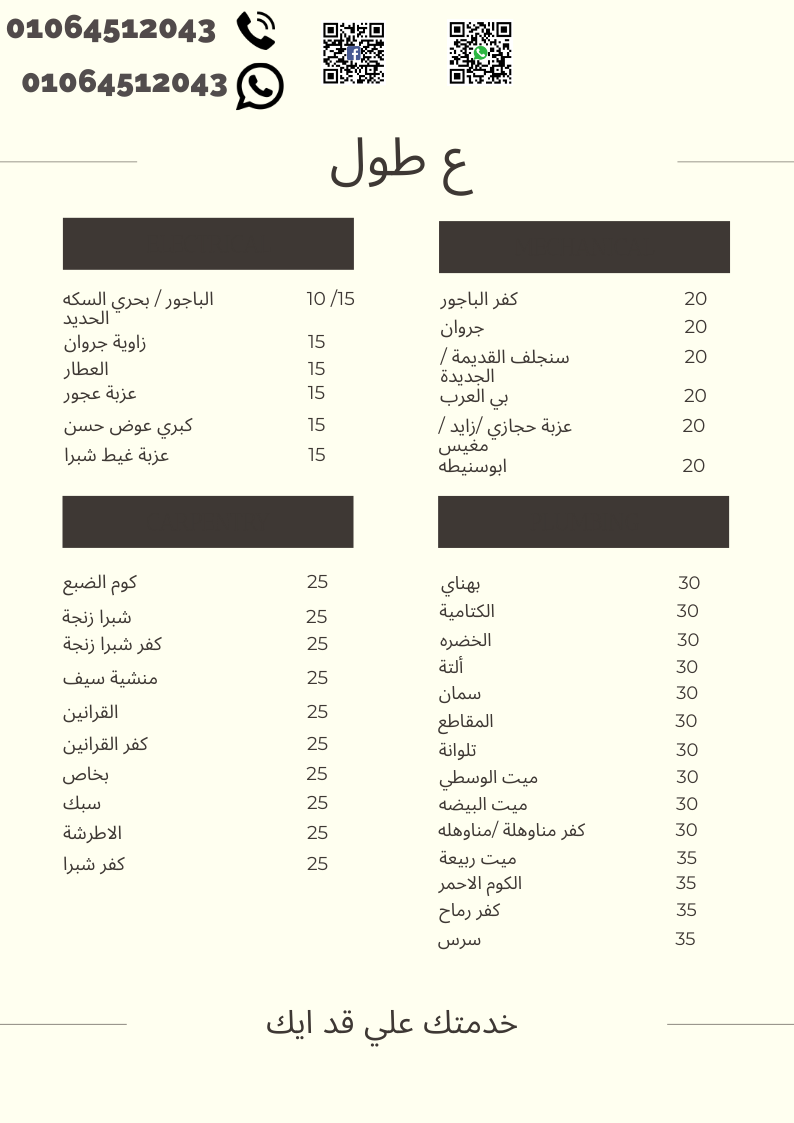 01064512043
01064512043
ع طول
الباجور / بحري السكه 10 /15
الحديد
زاوية جروان 15
العطار 15
عزبة عجور 15
كبري عوض حسن 15
عزبة غيط شبرا 15
كفر الباجور 20
جروان 20
سنجلف القديمة / 20
الجديدة
بي العرب 20
عزبة حجازي /زايد / 20
مغيس
ابوسنيطه 20
كوم الضبع 25
شبرا زنجة 25
كفر شبرا زنجة 25
منشية سيف 25
القرانين 25
كفر القرانين 25
بخاص 25
سبك 25
الاطرشة 25
كفر شبرا 25
بهناي 30
الكتامية 30
الخضره 30
ألتة 30
سمان 30
المقاطع 30
تلوانة 30
ميت الوسطي 30
ميت البيضه 30
كفر مناوهلة /مناوهله 30
ميت ربيعة 35
الكوم الاحمر 35
كفر رماح 35
سرس 35
خدمتك علي قد ايك